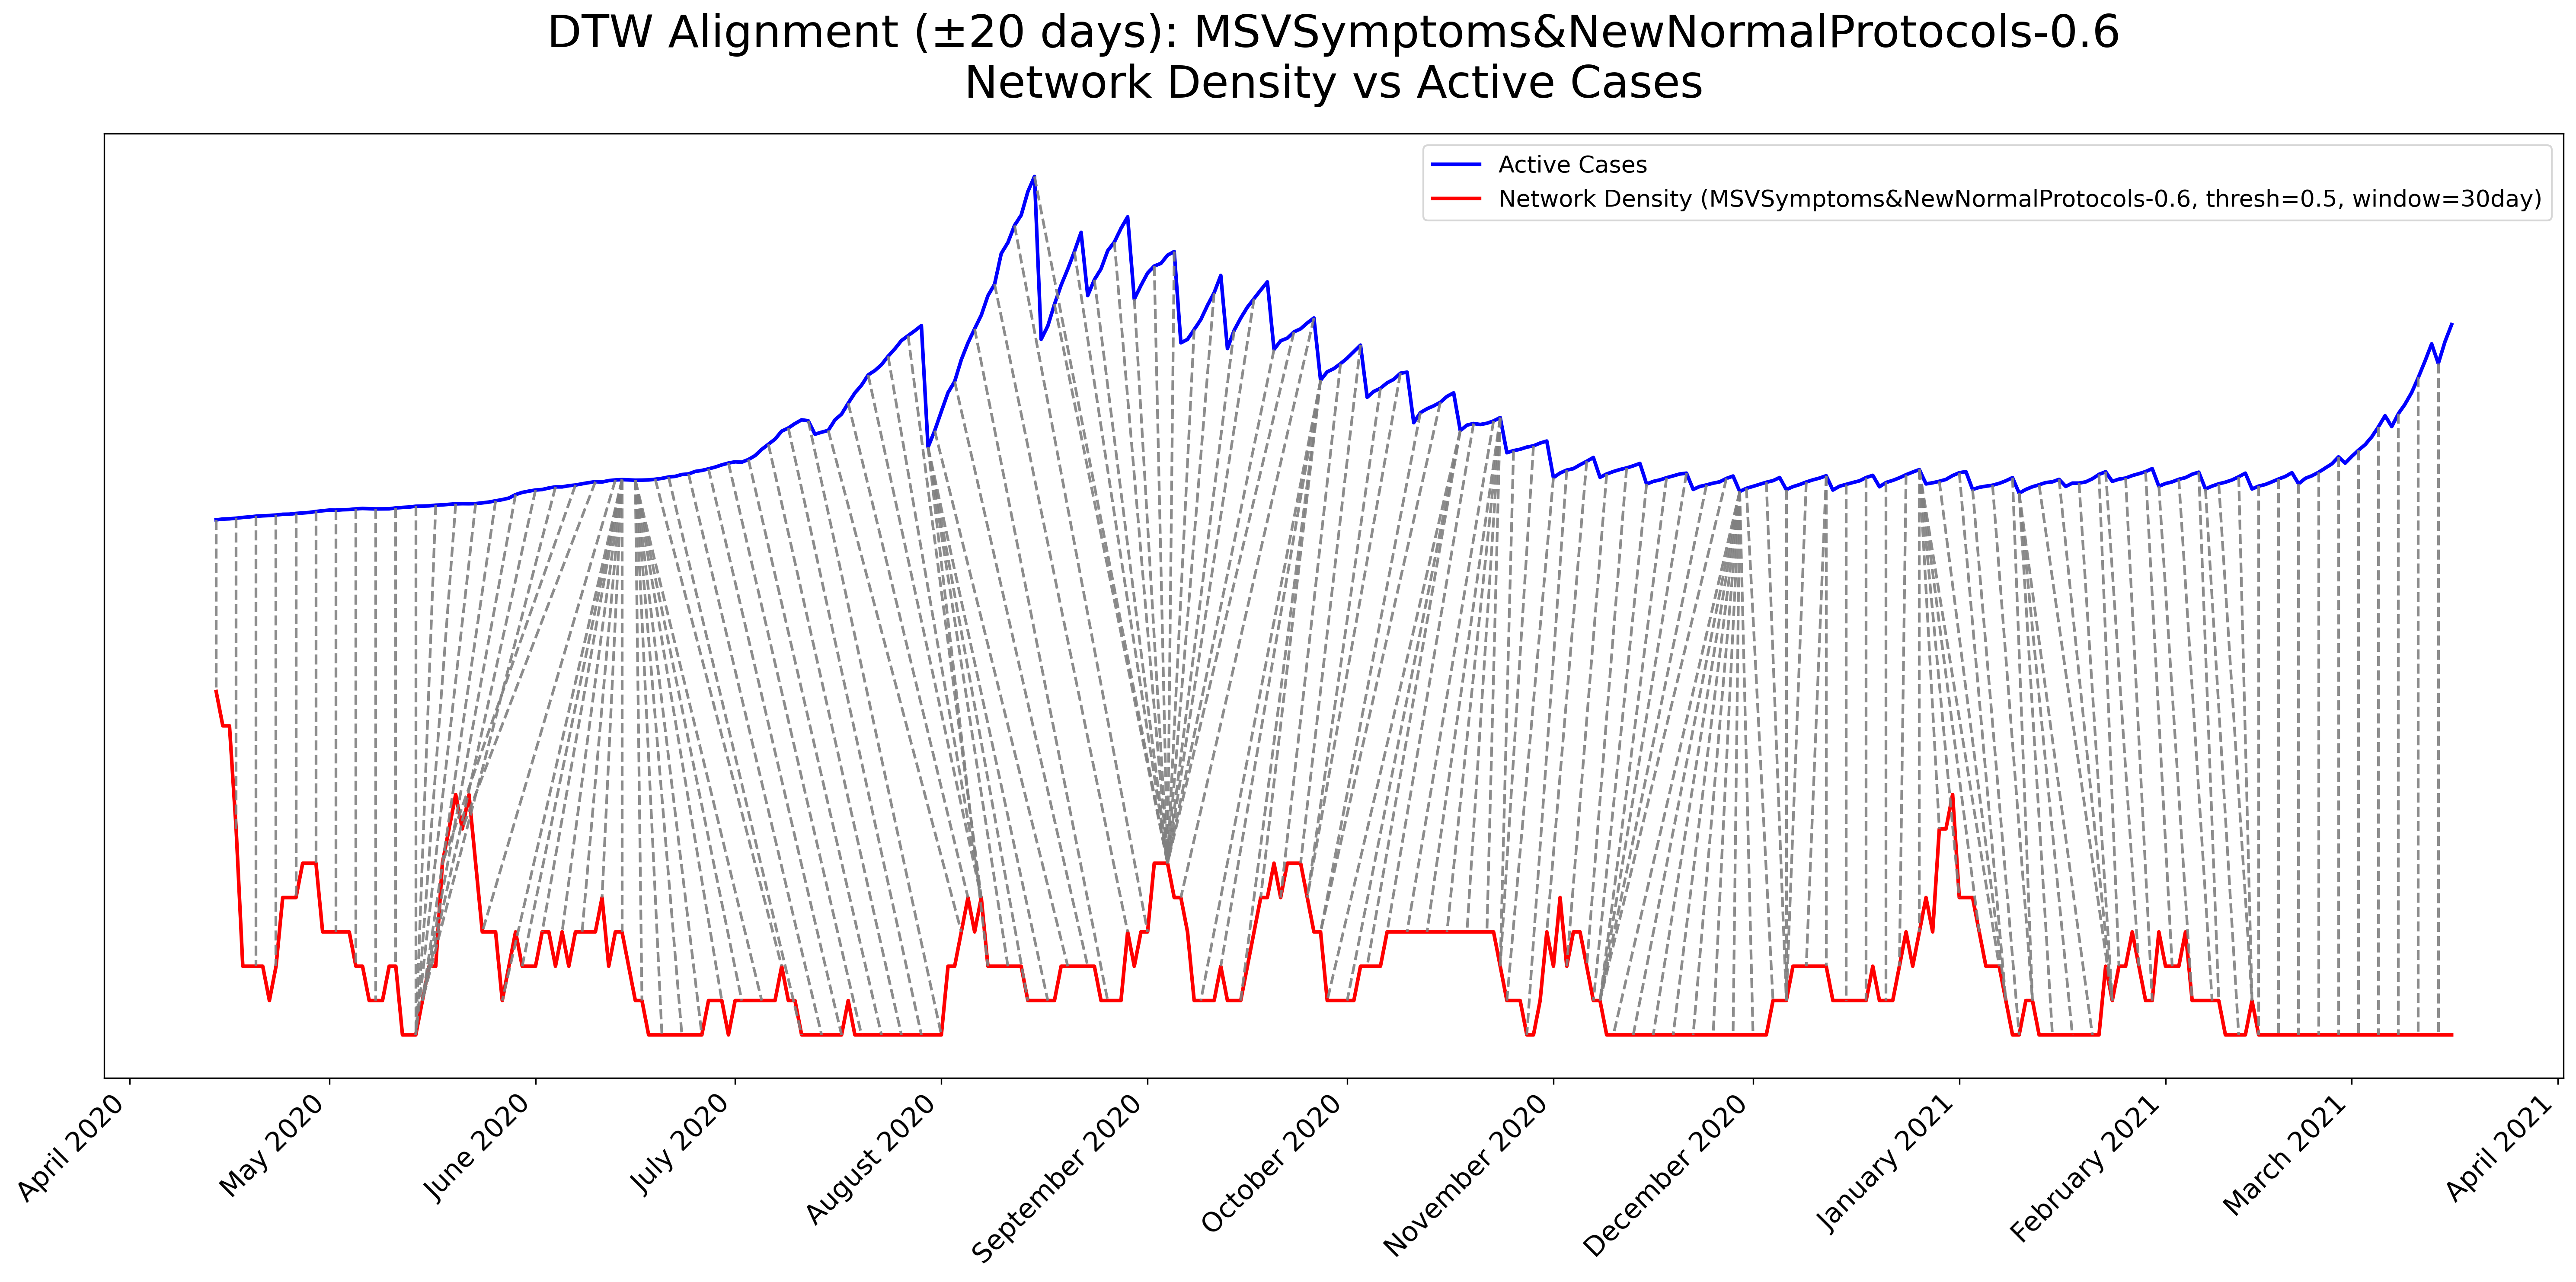 DTW Alignment (±20 days): MSVSymptoms&NewNormalProtocols-0.6
Network Density vs Active Cases
Active Cases
Network Density (MSVSymptoms&NewNormalProtocols-0.6, thresh=0.5, window=30day)
April 2020
May 2020
June 2020
July 2020
August 2020
September 2020
October 2020
November 2020
December 2020
January 2021
February 2021
March 2021
April 2021